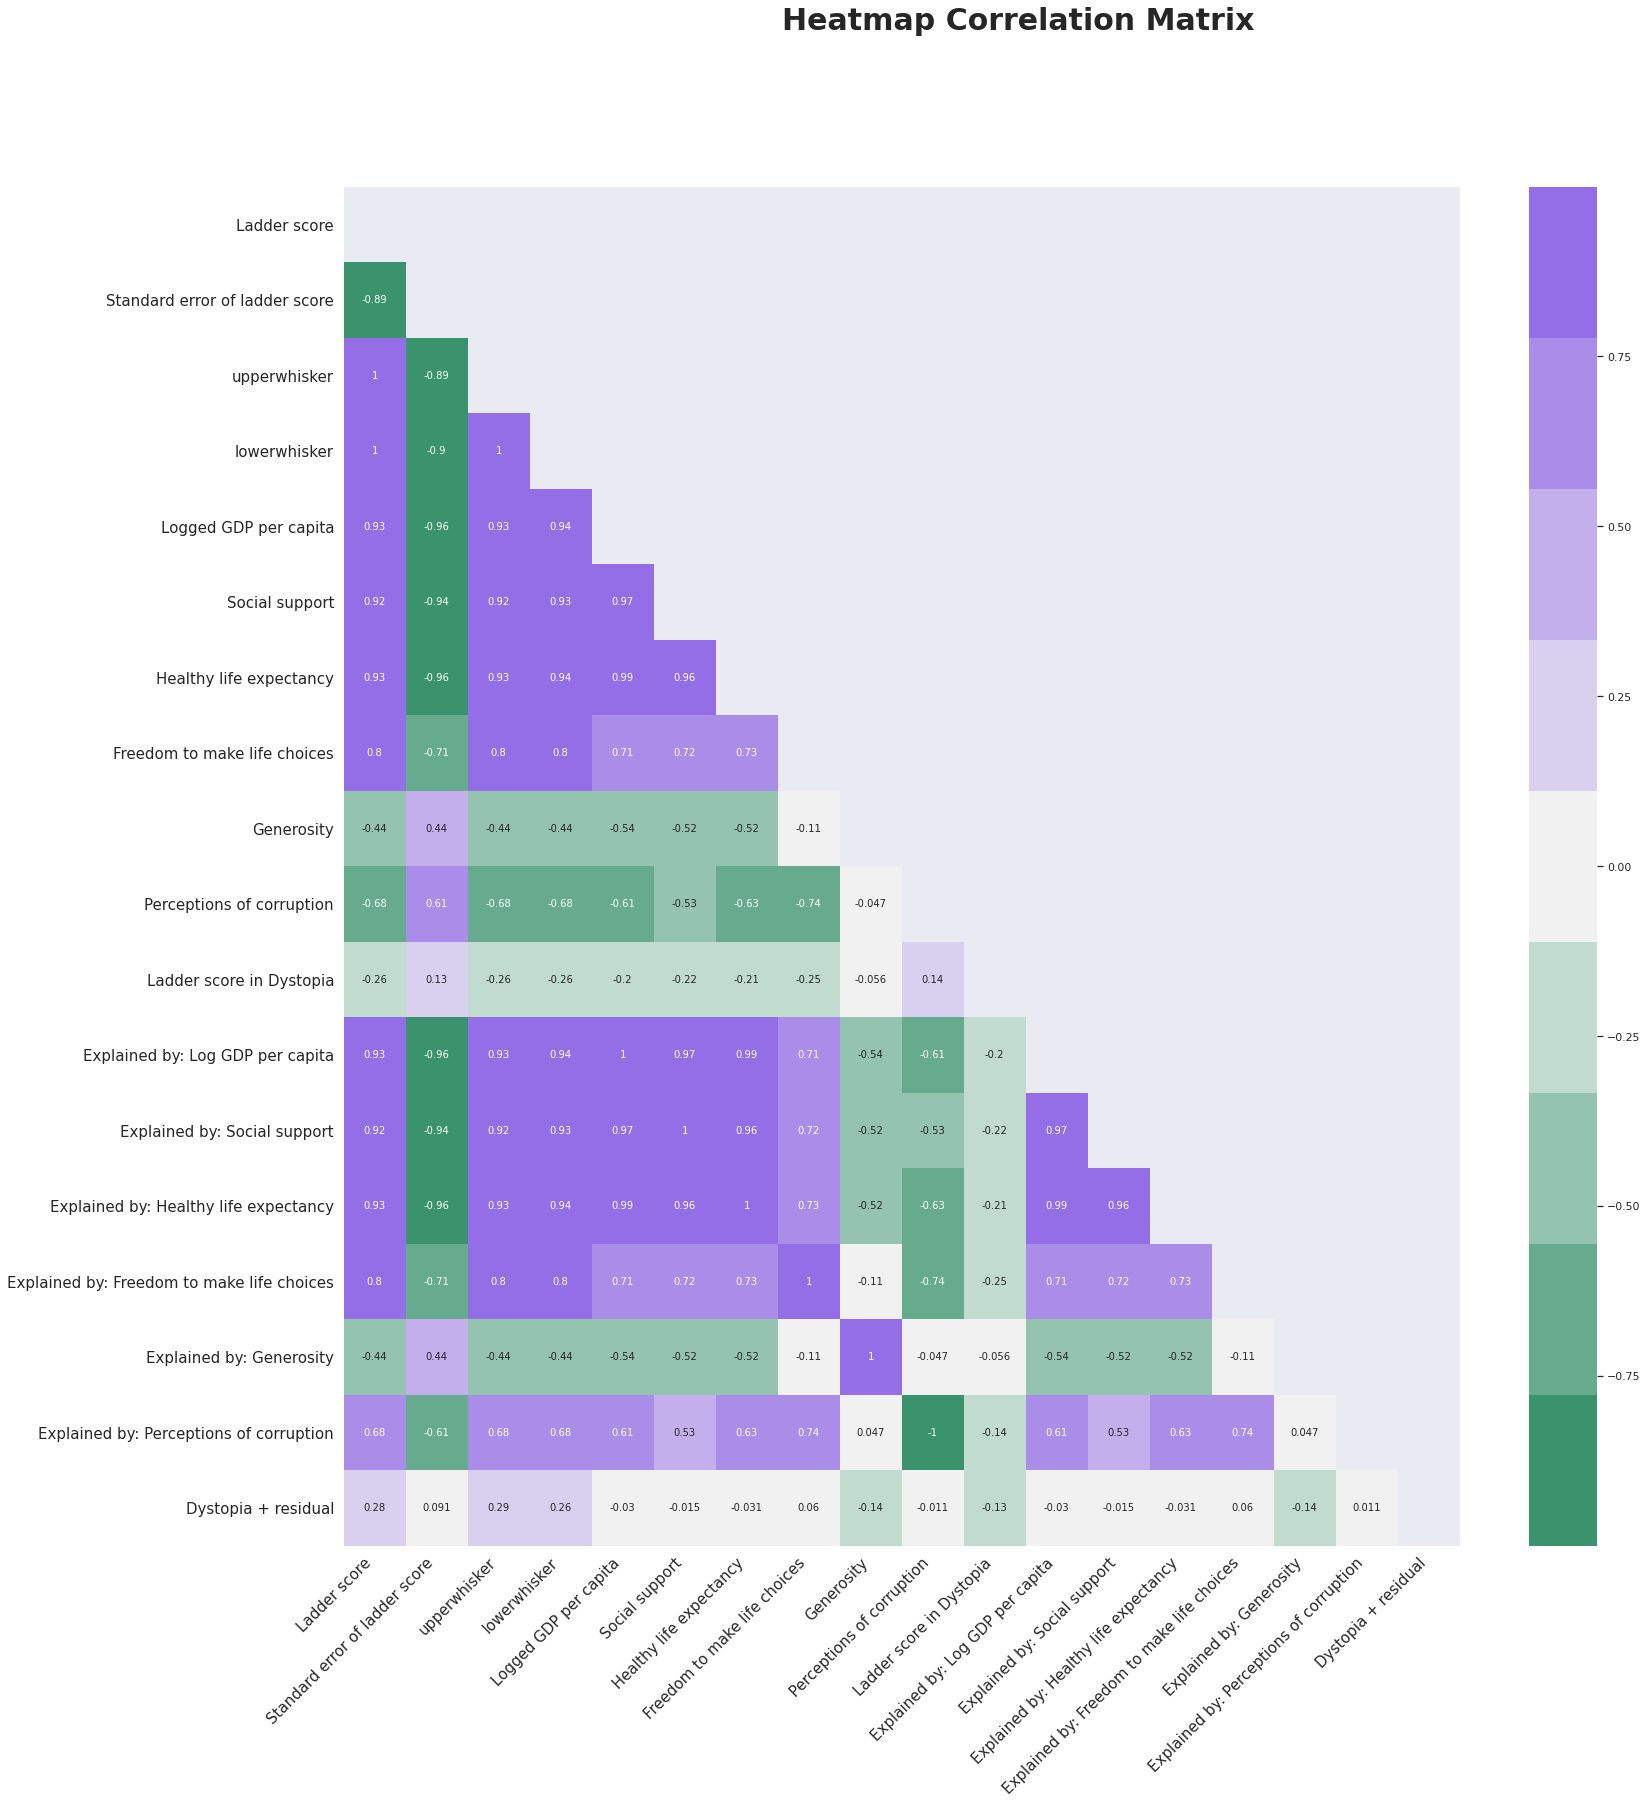 Heatmap Correlation Matrix
Ladder score
Standard error of ladder score -0.89
upperwhisker 1 -0.89
0.75
lowerwhisker 1 -0.9 1
Logged GDP per capita 0.93 -0.96 0.93 0.94
0.50
Social support 0.92 -0.94 0.92 0.93 0.97
Healthy life expectancy 0.93 -0.96 0.93 0.94 0.99 0.96
0.25
Freedom to make life choices 0.8 -0.71 0.8 0.8 0.71 0.72 0.73
Generosity -0.44 0.44 -0.44 -0.44 -0.54 -0.52 -0.52 -0.11
0.00
Perceptions of corruption -0.68 0.61 -0.68 -0.68 -0.61 -0.53 -0.63 -0.74 -0.047
Ladder score in Dystopia -0.26 0.13 -0.26 -0.26 -0.2 -0.22 -0.21 -0.25 -0.056 0.14
−0.25
Explained by: Log GDP per capita 0.93 -0.96 0.93 0.94 1 0.97 0.99 0.71 -0.54 -0.61 -0.2
Explained by: Social support 0.92 -0.94 0.92 0.93 0.97 1 0.96 0.72 -0.52 -0.53 -0.22 0.97
Explained by: Healthy life expectancy 0.93 -0.96 0.93 0.94 0.99 0.96 1 0.73 -0.52 -0.63 -0.21 0.99 0.96
−0.50
Explained by: Freedom to make life choices 0.8 -0.71 0.8 0.8 0.71 0.72 0.73 1 -0.11 -0.74 -0.25 0.71 0.72 0.73
Explained by: Generosity -0.44 0.44 -0.44 -0.44 -0.54 -0.52 -0.52 -0.11 1 -0.047 -0.056 -0.54 -0.52 -0.52 -0.11
−0.75
Explained by: Perceptions of corruption 0.68 -0.61 0.68 0.68 0.61 0.53 0.63 0.74 0.047 -1 -0.14 0.61 0.53 0.63 0.74 0.047
Dystopia + residual 0.28 0.091 0.29 0.26 -0.03 -0.015 -0.031 0.06 -0.14 -0.011 -0.13 -0.03 -0.015 -0.031 0.06 -0.14 0.011
Ladder score
Standard error of ladder score
upperwhisker
lowerwhisker
Logged GDP per capita
Social support
Healthy life expectancy
Freedom to make life choices
Generosity
Perceptions of corruption
Ladder score in Dystopia
Explained by: Log GDP per capita
Explained by: Social support
Explained by: Healthy life expectancy
Explained by: Freedom to make life choices
Explained by: Generosity
Explained by: Perceptions of corruption
Dystopia + residual